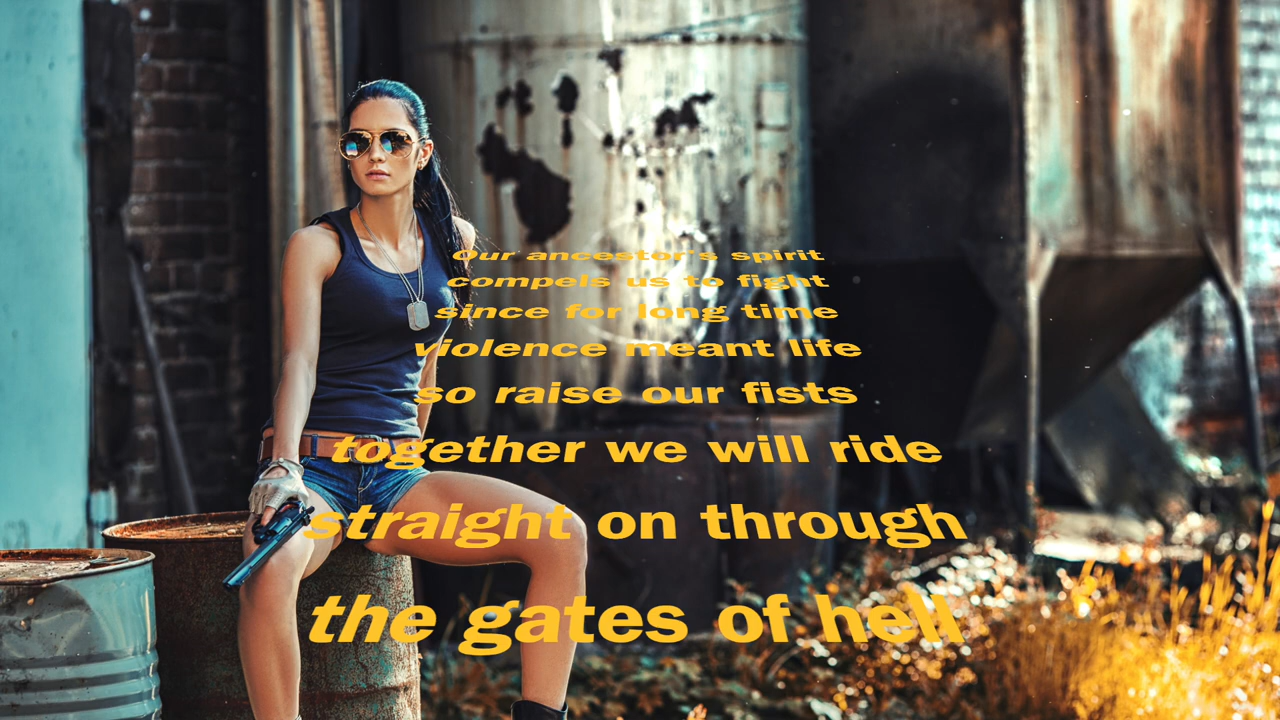 Our ancestor's spirit
compels us to fight
since for long time
violence meant life
so raise our fists
together we will ride
straight on through
the gates of hell